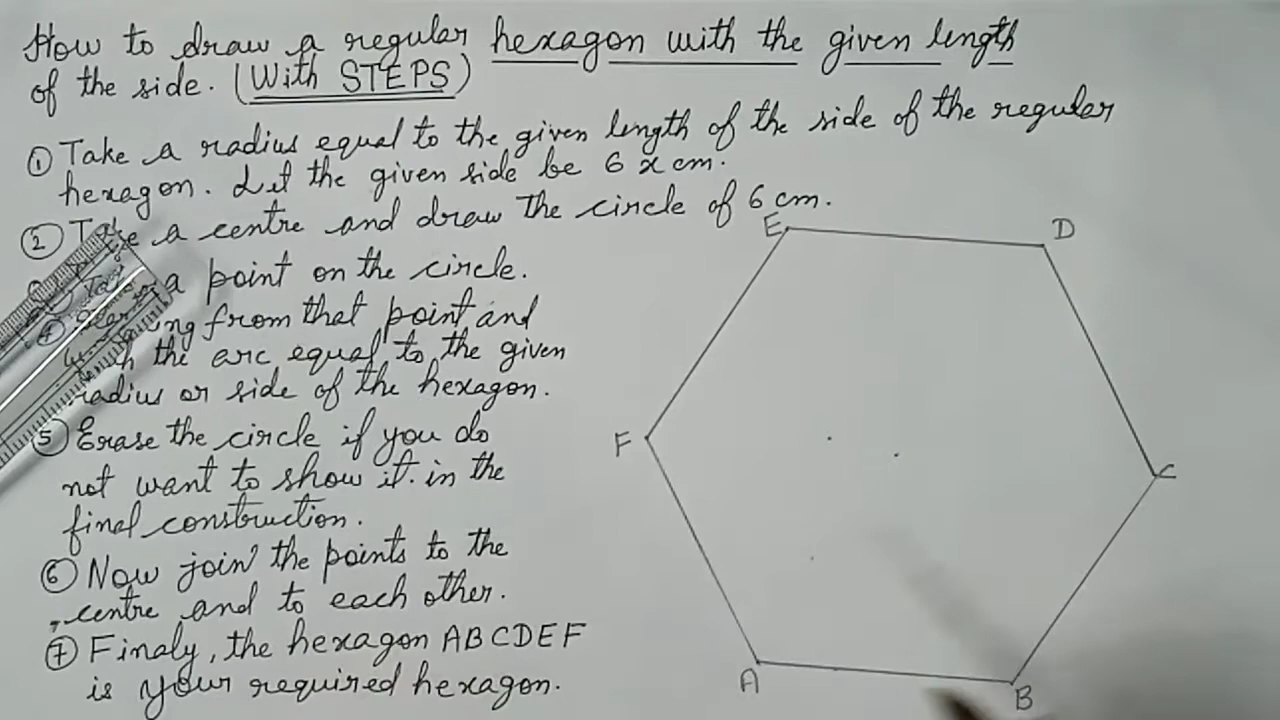 How to draw a regular hexagon with the given length
of the side. (With STEPS)
① Take a radius equal to the given length of the side of the regular
hexagon. Let the given side be 6 x cm.
② Take a centre and draw the circle of 6 cm.
a point on the circle.
④ from that point and
the arc equal to the given
radius or side of the hexagon.
⑤ Erase the circle if you do
not want to show it. in the
final construction.
⑥ Now join the points to the
centre and to each other.
⑦ Finaly, the hexagon ABCDEF
is your required hexagon.
E
D
F
C
A
B